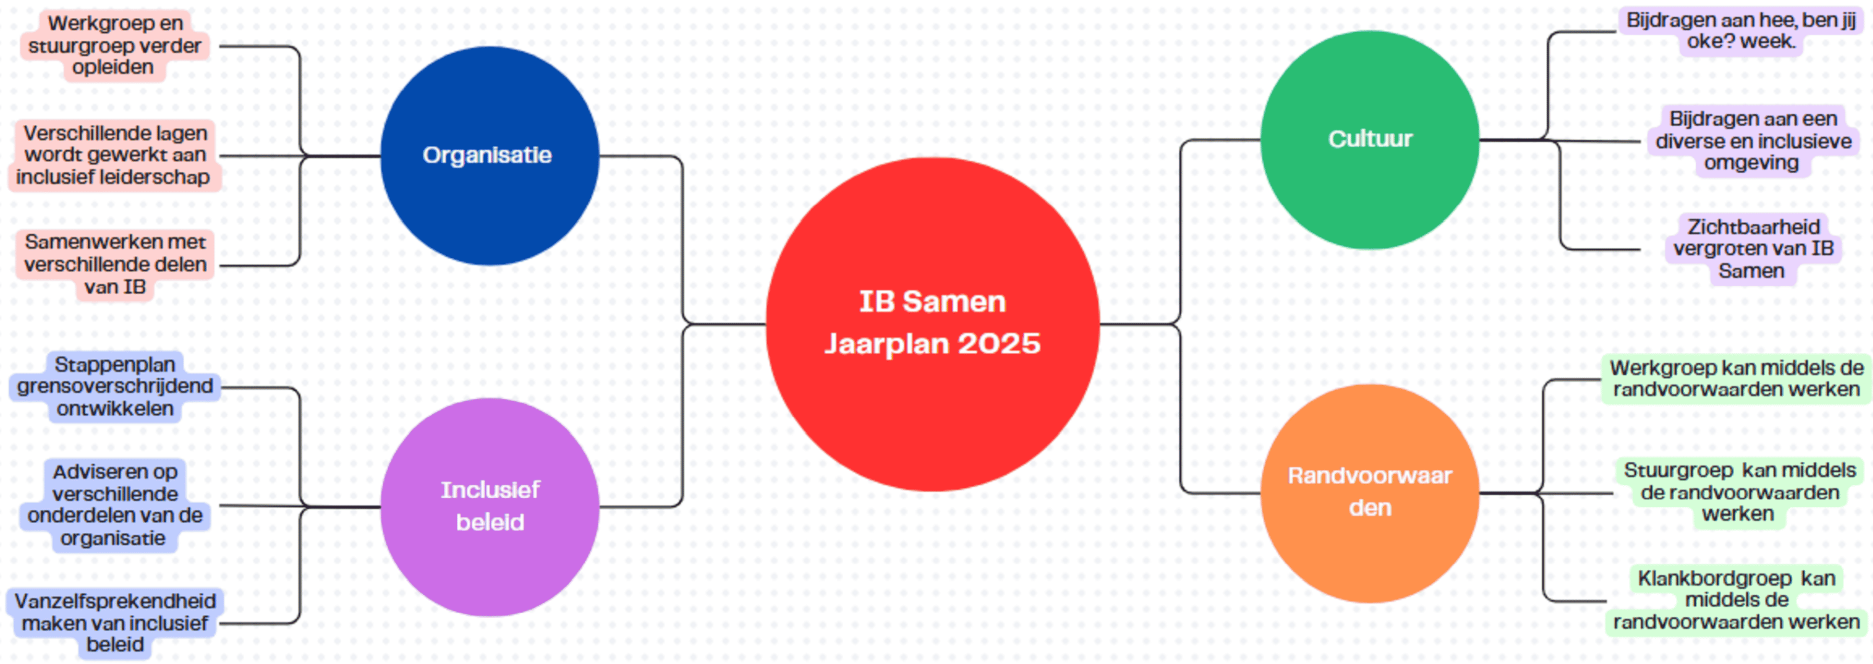 Werkgroep en
stuurgroep verder
opleiden
Verschillende lagen
wordt gewerkt aan
inclusief leiderschap
Samenwerken met
verschillende delen
van IB
Organisatie
Stappenplan
grensoverschrijdend
ontwikkelen
Adviseren op
verschillende
onderdelen van de
organisatie
Vanzelfsprekendheid
maken van inclusief
beleid
Inclusief
beleid
IB Samen
Jaarplan 2025
Cultuur
Bijdragen aan hee, ben jij
oke? week.
Bijdragen aan een
diverse en inclusieve
omgeving
Zichtbaarheid
vergroten van IB
Samen
Randvoorwaar
den
Werkgroep kan middels de
randvoorwaarden werken
Stuurgroep kan middels
de randvoorwaarden
werken
Klankbordgroep kan
middels de
randvoorwaarden werken